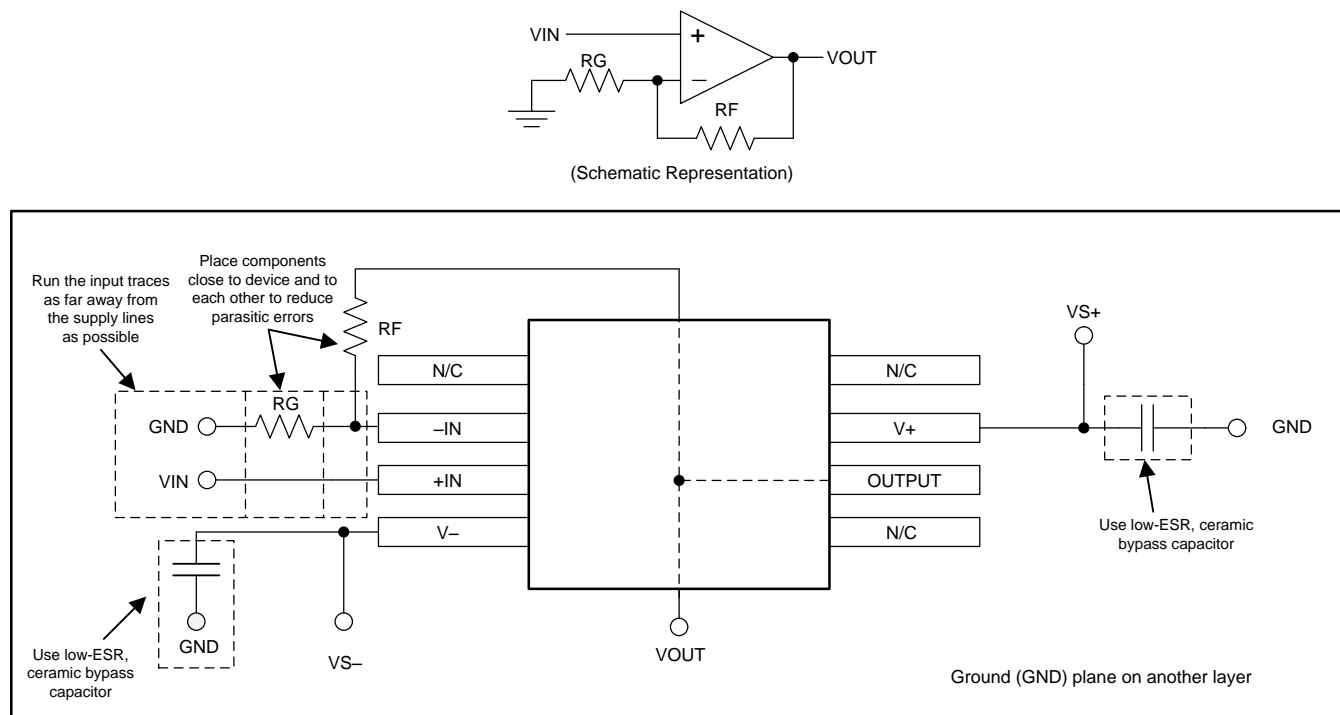 VIN
+
RG
–
VOUT
RF
(Schematic Representation)
Place components
close to device and to
each other to reduce
parasitic errors
Run the input traces
as far away from
the supply lines
as possible
RF
VS+
N/C
N/C
RG
GND
–IN
V+
GND
VIN
+IN
OUTPUT
V–
N/C
Use low-ESR, ceramic
bypass capacitor
GND
VS–
VOUT
Use low-ESR,
ceramic bypass
capacitor
Ground (GND) plane on another layer